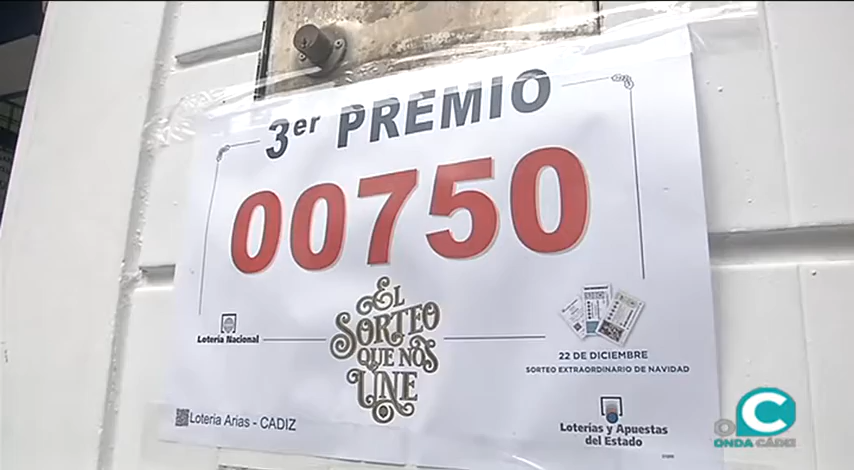 3er PREMIO
00750
EL
SORTEO
QUE NOS
UNE
Lotería Nacional
22 DE DICIEMBRE
SORTEO EXTRAORDINARIO DE NAVIDAD
Loteria Arias - CADIZ
Loterías y Apuestas
del Estado
C
ONDA CÁDIZ